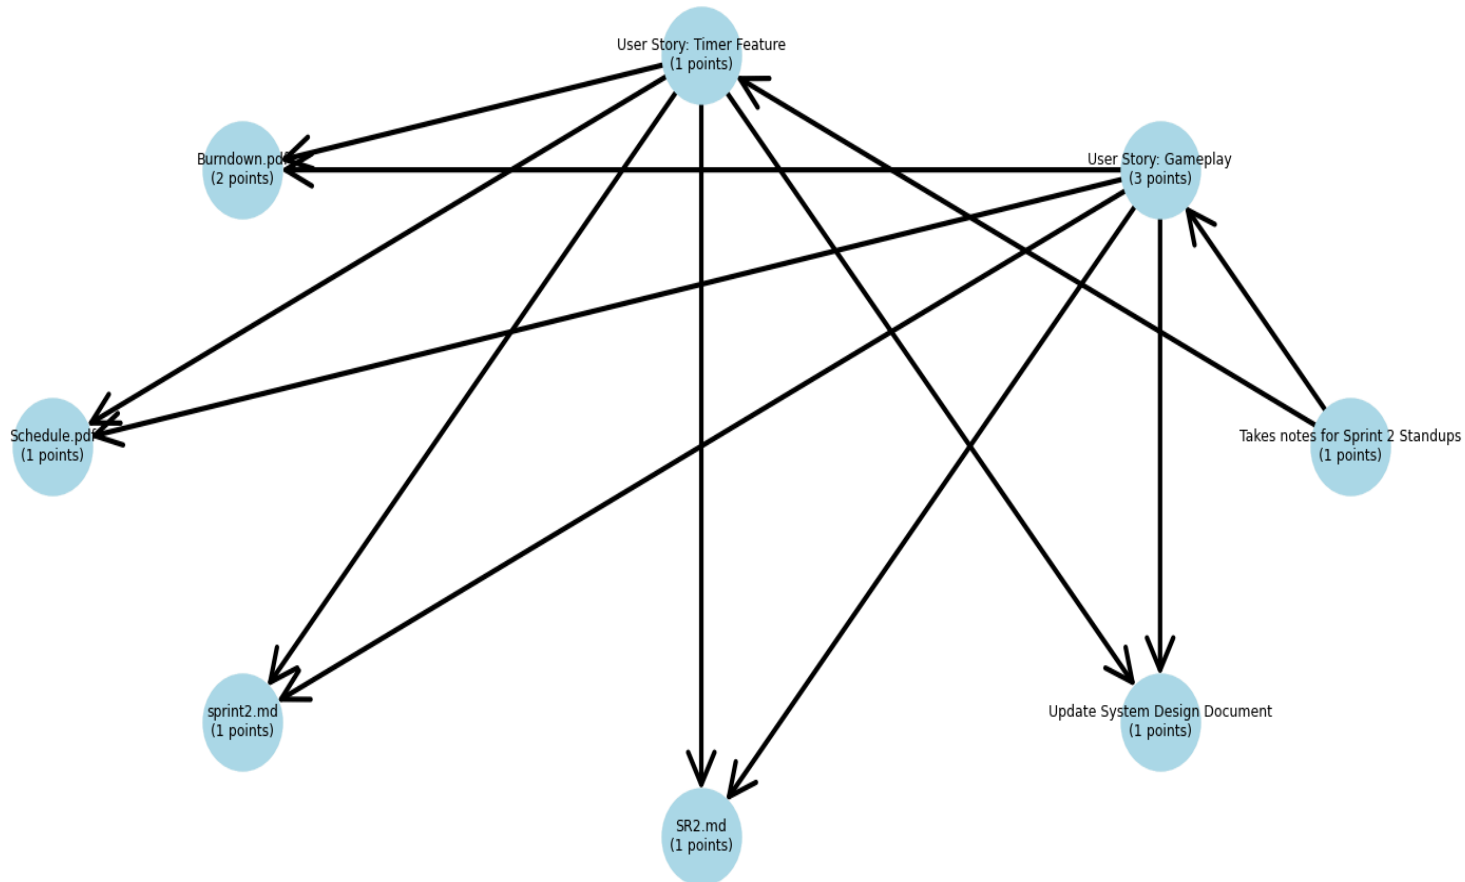 User Story: Timer Feature
(1 points)
Burndown.pdf
(2 points)
User Story: Gameplay
(3 points)
Schedule.pdf
(1 points)
Takes notes for Sprint 2 Standups
(1 points)
sprint2.md
(1 points)
Update System Design Document
(1 points)
SR2.md
(1 points)